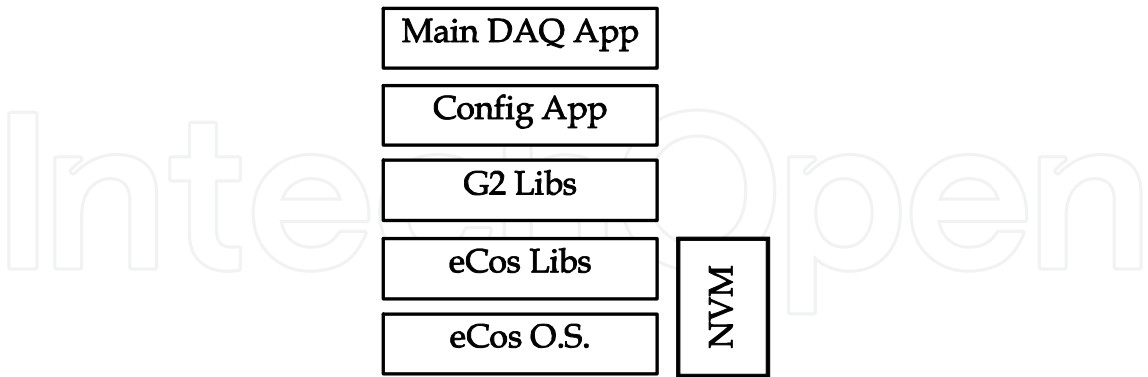 Main DAQ App
Config App
G2 Libs
eCos Libs
NVM
eCos O.S.
IntechOpen